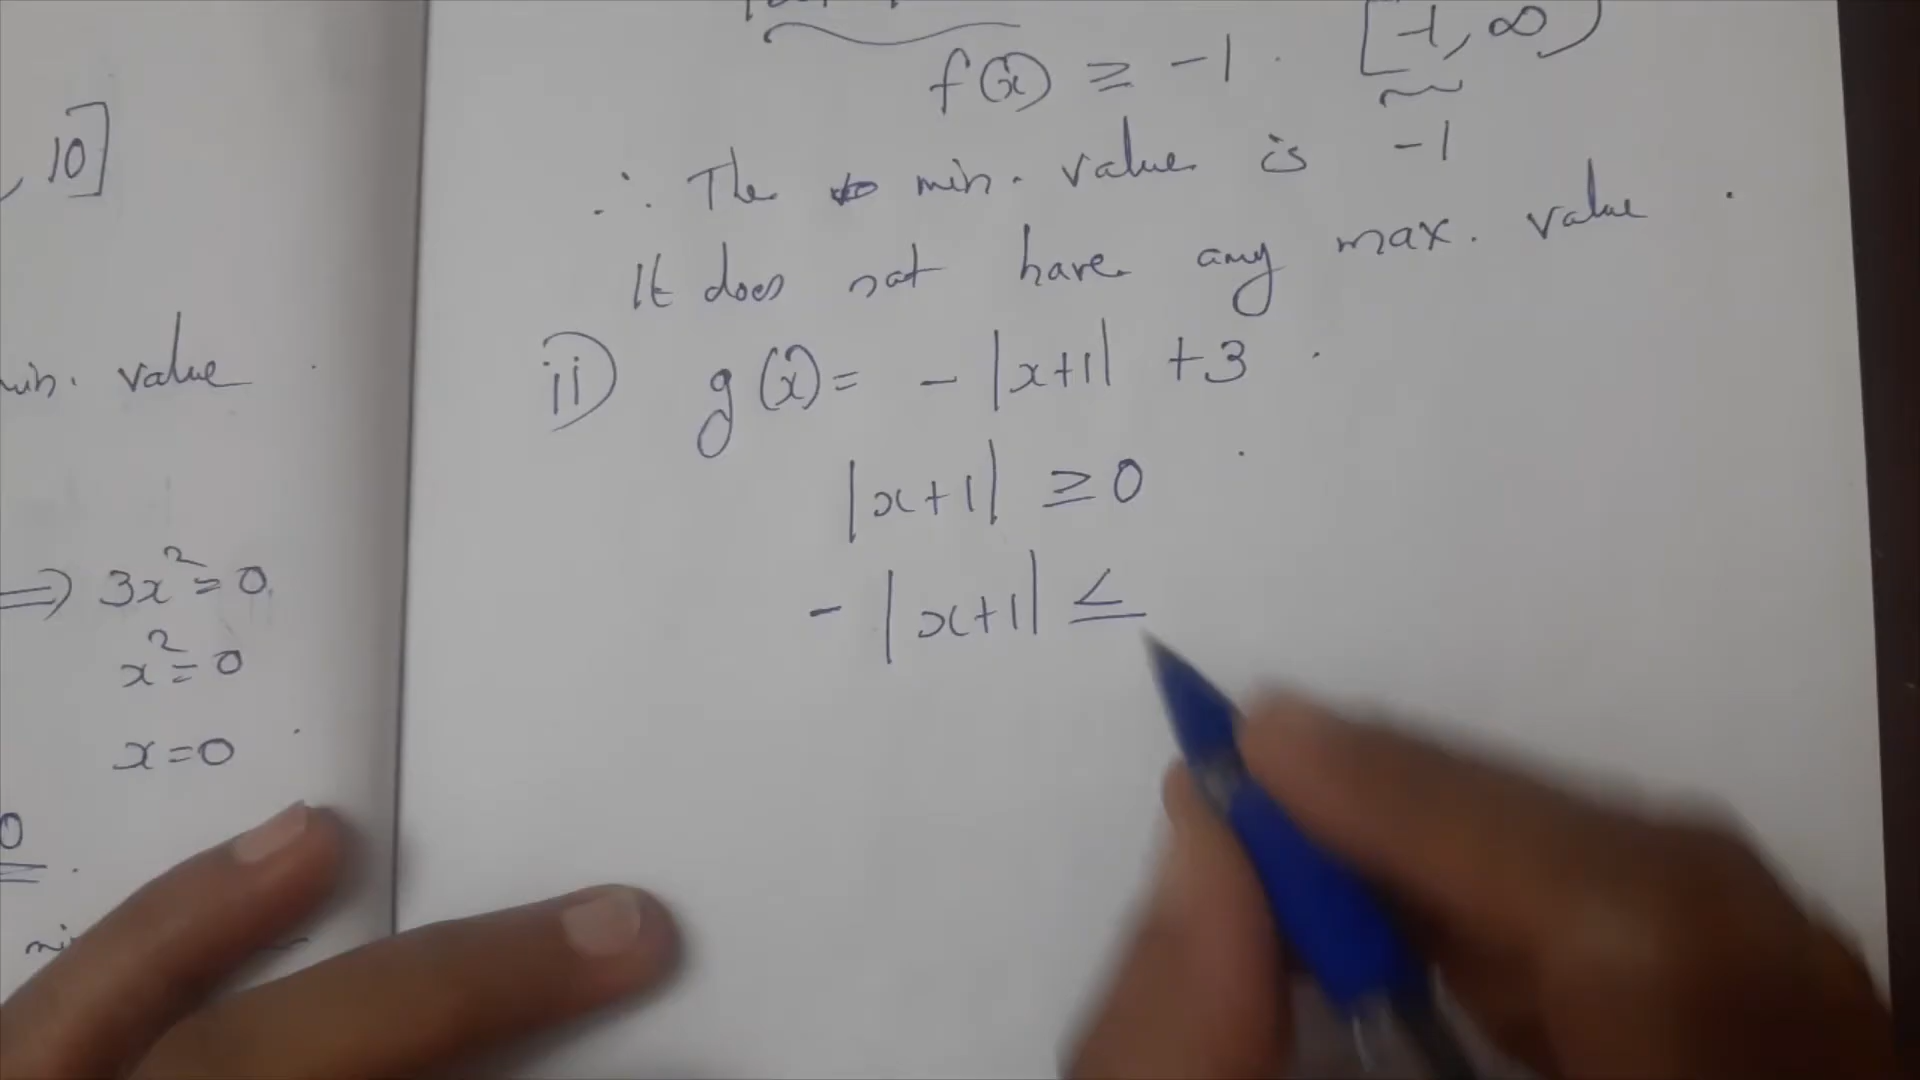 , 10]
min. value .
⟹ 3x² = 0
x² = 0
x = 0 .
0 .
f(x) ≥ -1 . [-1, ∞)
∴ The min. value is -1
It does not have any max. value .
ii) g(x) = - |x+1| + 3 .
|x+1| ≥ 0 .
- |x+1| ≤